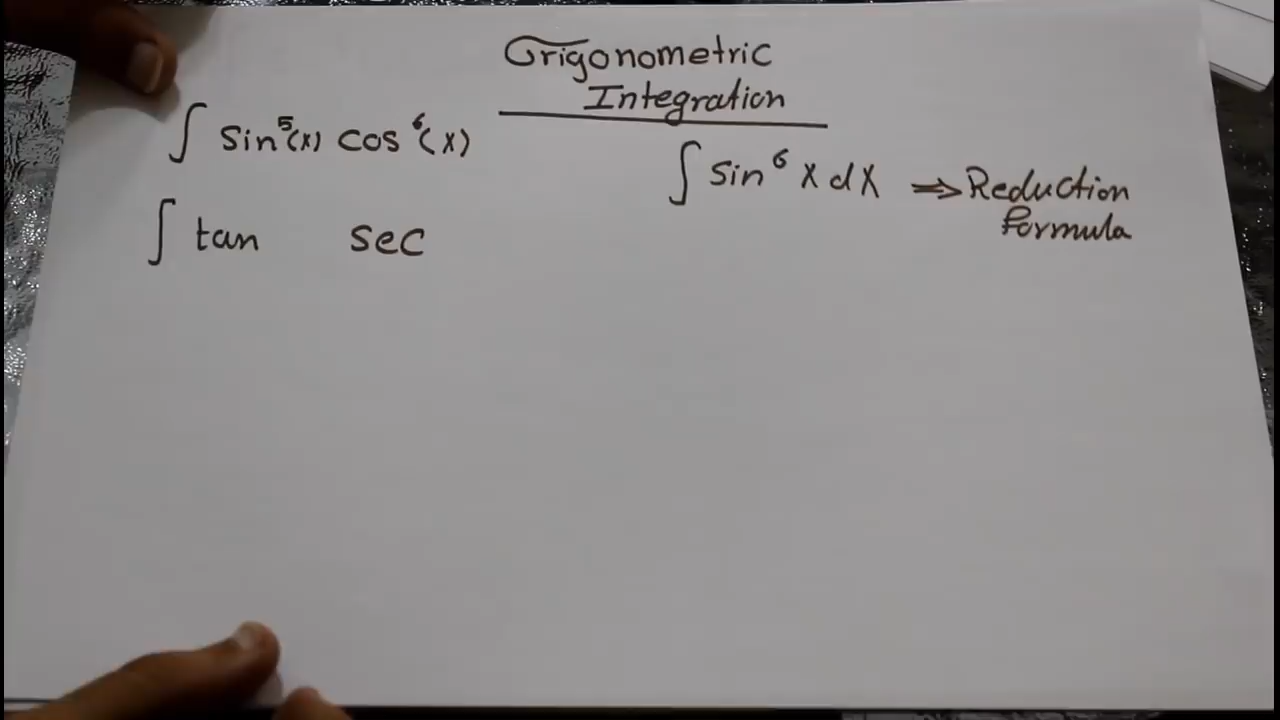 Trigonometric
Integration
∫ Sin⁵(x) cos⁶(x)
∫ sin⁶ x dx ⇒ Reduction
formula
∫ tan sec